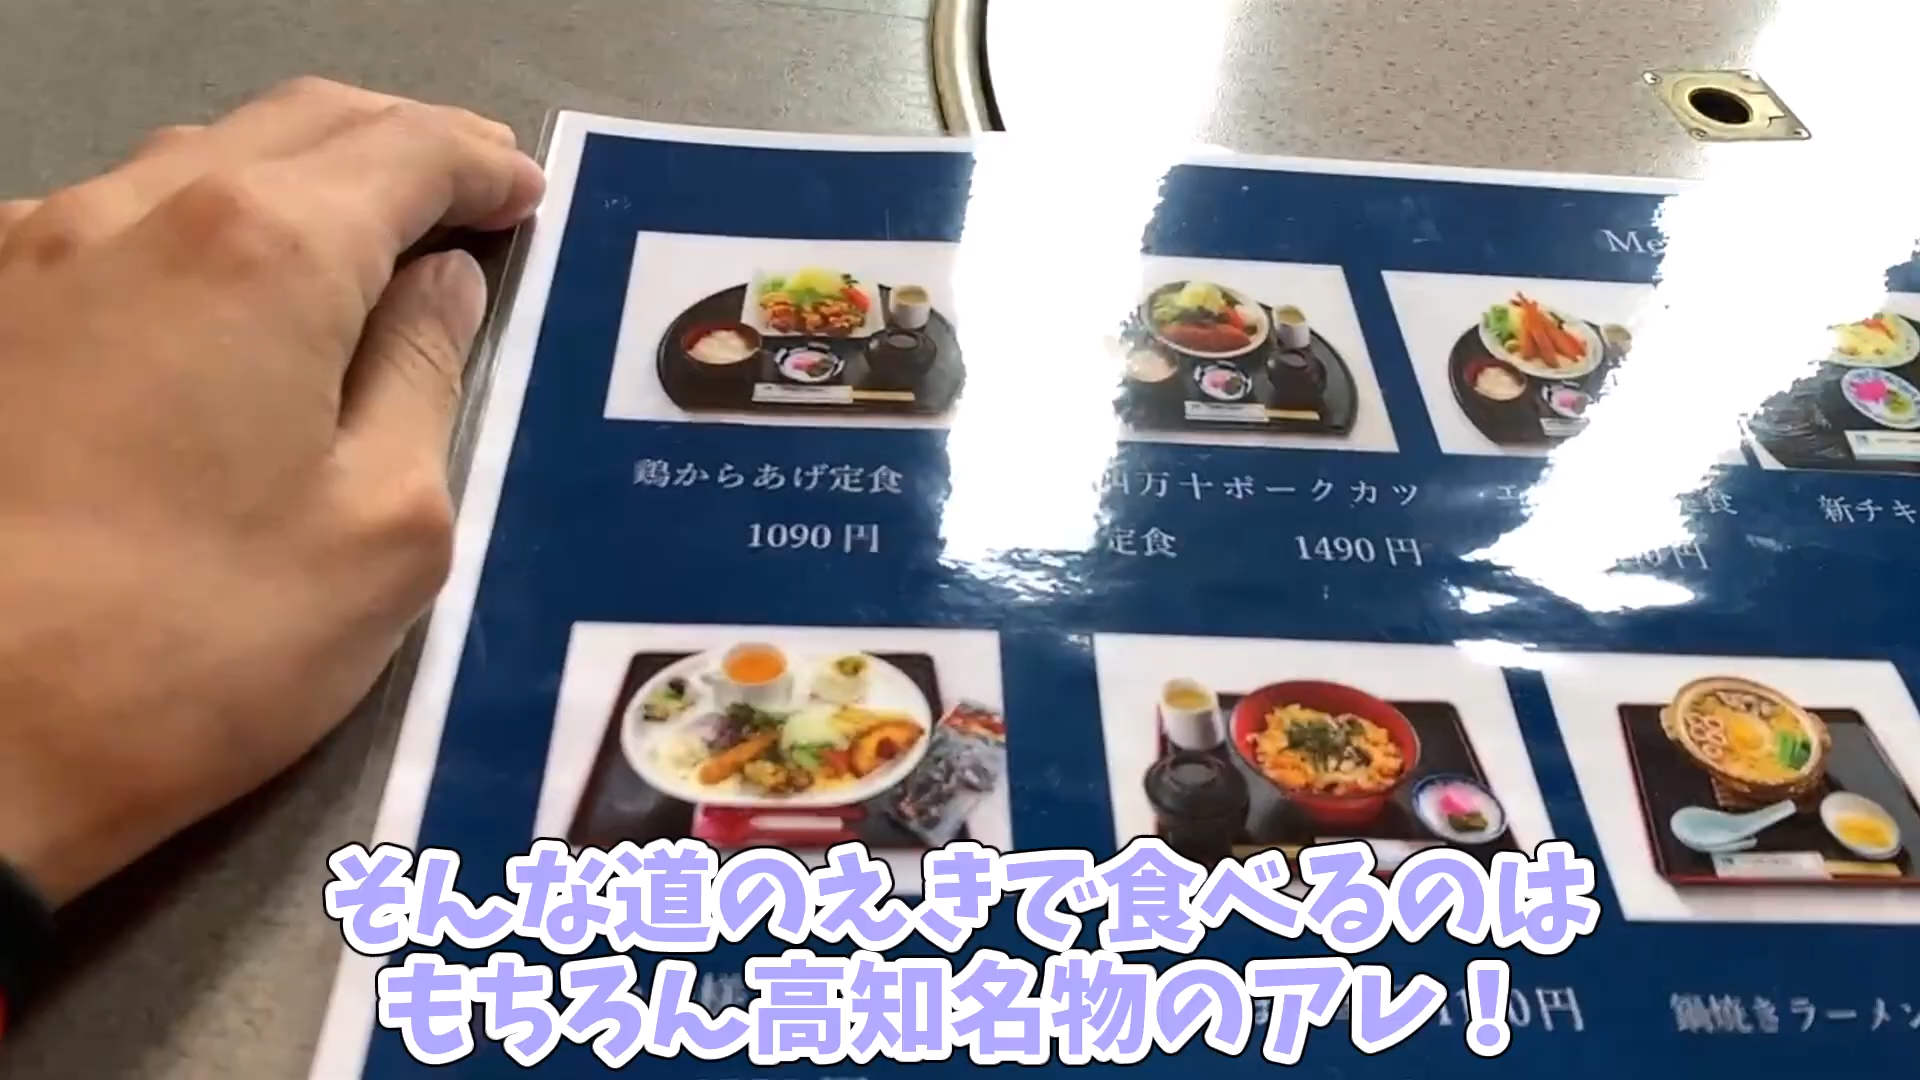 Me
鶏からあげ定食
1090円
四万十ポークカツ
定食 1490円
新チキ
鍋焼きラーメン
そんな道のえきで食べるのは
もちろん高知名物のアレ！